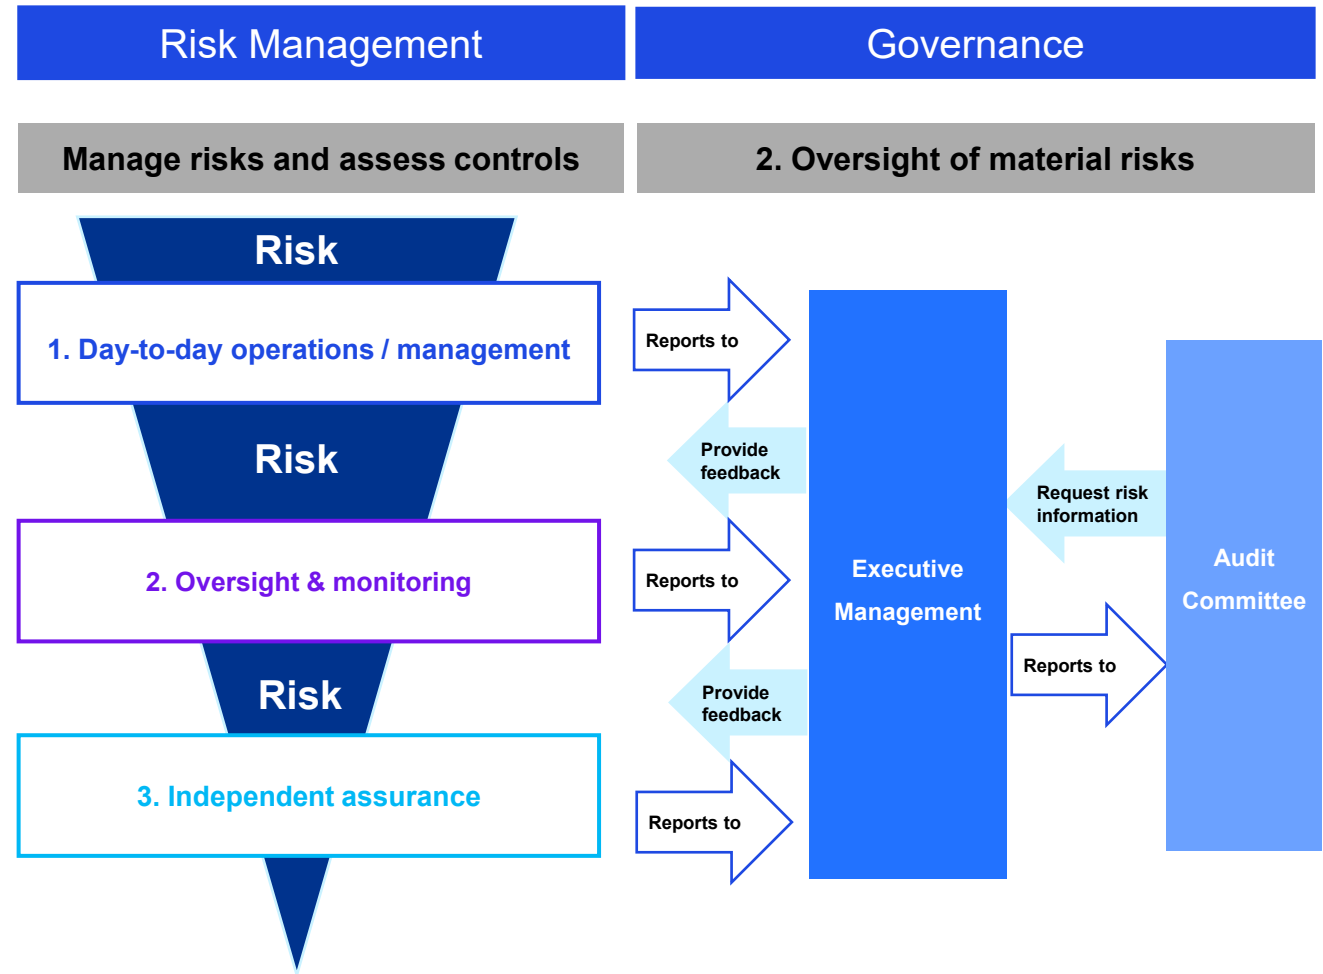 Risk Management
Governance
Manage risks and assess controls
2. Oversight of material risks
Risk
1. Day-to-day operations / management
Reports to
Risk
Provide
feedback
Request risk
information
2. Oversight & monitoring
Reports to
Executive
Management
Audit
Committee
Risk
Provide
feedback
Reports to
3. Independent assurance
Reports to